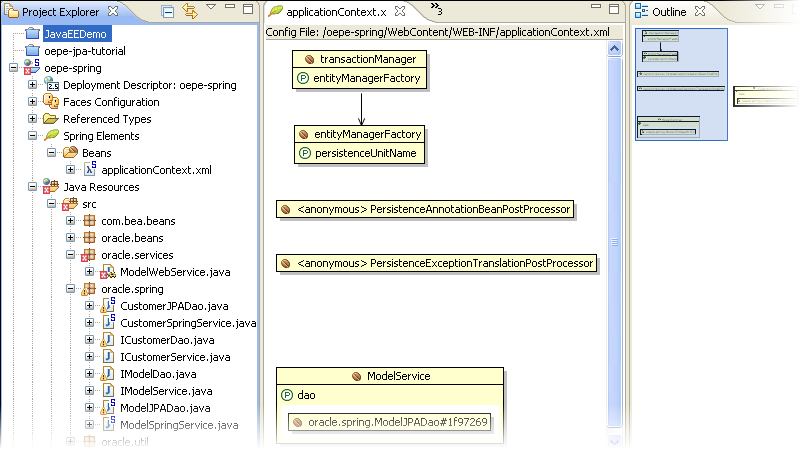 Project Explorer
JavaEEDemo
oepe-jpa-tutorial
oepe-spring
Deployment Descriptor: oepe-spring
Faces Configuration
Referenced Types
Spring Elements
Beans
applicationContext.xml
Java Resources
src
com.bea.beans
oracle.beans
oracle.services
ModelWebService.java
oracle.spring
CustomerJPADao.java
CustomerSpringService.java
ICustomerDao.java
ICustomerService.java
IModelDao.java
IModelService.java
ModelJPADao.java
ModelSpringService.java
oracle.util
applicationContext.x
3
Config File: /oepe-spring/WebContent/WEB-INF/applicationContext.xml
transactionManager
entityManagerFactory
entityManagerFactory
persistenceUnitName
<anonymous> PersistenceAnnotationBeanPostProcessor
<anonymous> PersistenceExceptionTranslationPostProcessor
ModelService
dao
oracle.spring.ModelJPADao#1f97269
Outline